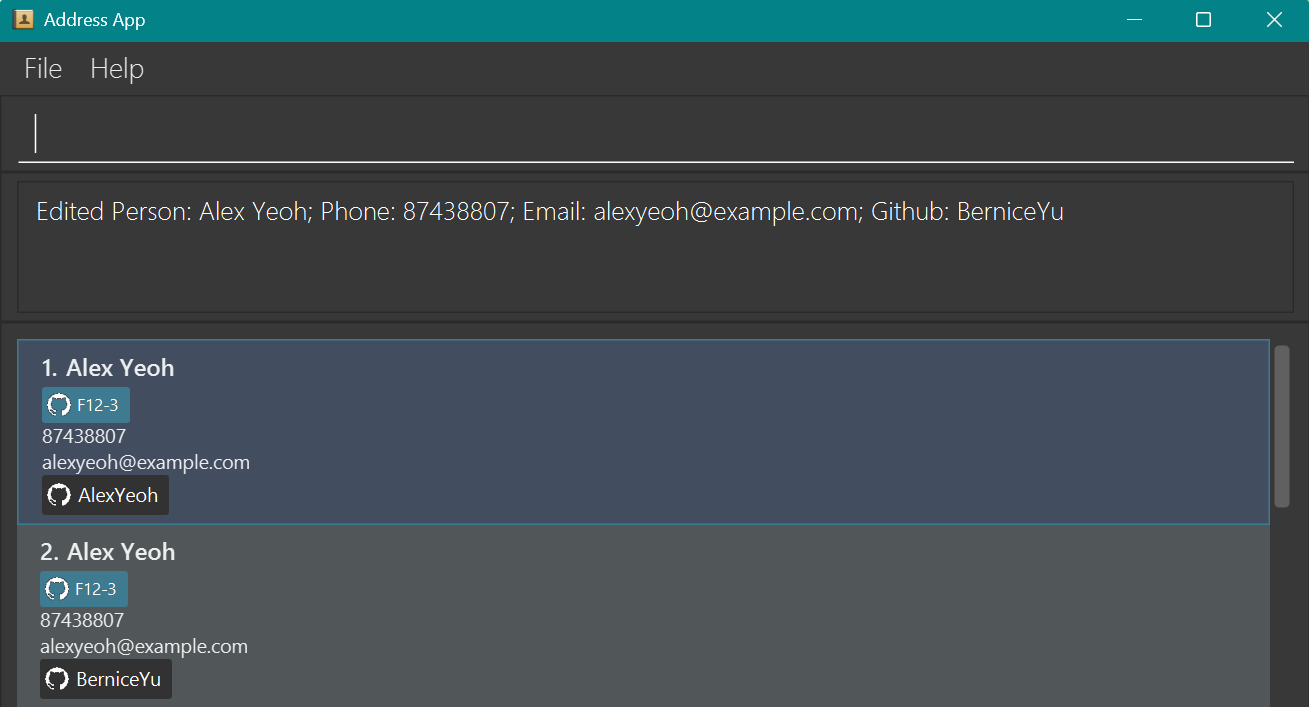 Address App
File Help
Edited Person: Alex Yeoh; Phone: 87438807; Email: alexyeoh@example.com; Github: BerniceYu
1. Alex Yeoh
F12-3
87438807
alexyeoh@example.com
AlexYeoh
2. Alex Yeoh
F12-3
87438807
alexyeoh@example.com
BerniceYu